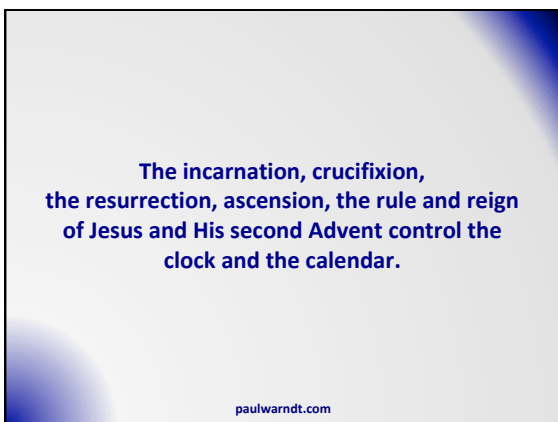 The incarnation, crucifixion,
the resurrection, ascension, the rule and reign
of Jesus and His second Advent control the
clock and the calendar.
paulwarndt.com